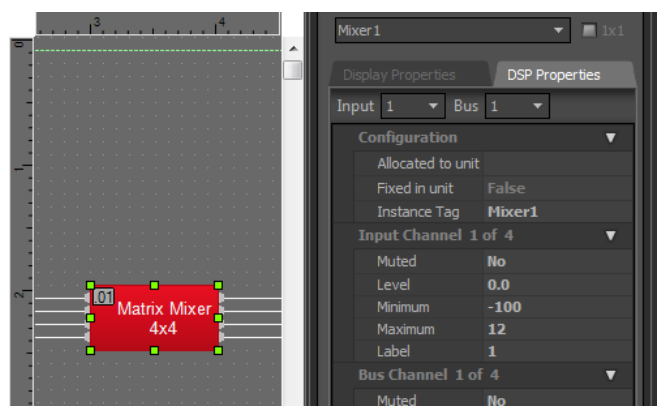 3 4
0
1
2
.01 Matrix Mixer
4x4
Mixer1 1x1
Display Properties DSP Properties
Input 1 Bus 1
Configuration
Allocated to unit
Fixed in unit False
Instance Tag Mixer1
Input Channel 1 of 4
Muted No
Level 0.0
Minimum -100
Maximum 12
Label 1
Bus Channel 1 of 4
Muted No